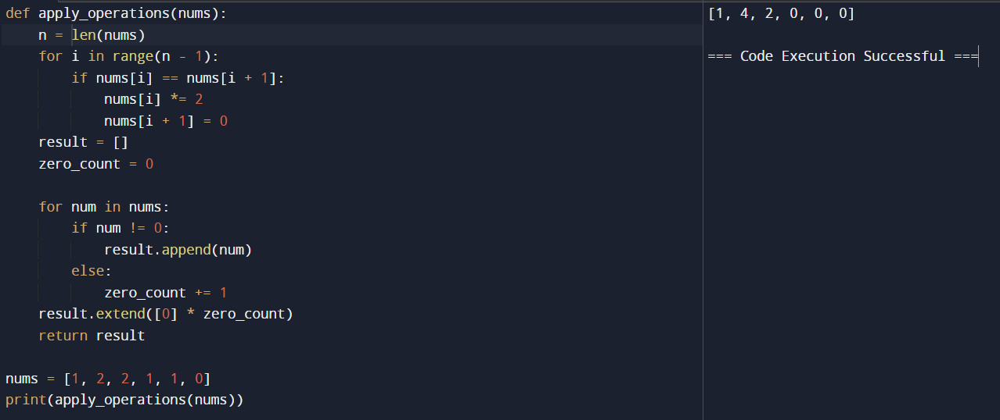 def apply_operations(nums):
    n = len(nums)
    for i in range(n - 1):
        if nums[i] == nums[i + 1]:
            nums[i] *= 2
            nums[i + 1] = 0
    result = []
    zero_count = 0

    for num in nums:
        if num != 0:
            result.append(num)
        else:
            zero_count += 1
    result.extend([0] * zero_count)
    return result

nums = [1, 2, 2, 1, 1, 0]
print(apply_operations(nums))
[1, 4, 2, 0, 0, 0]

=== Code Execution Successful ===